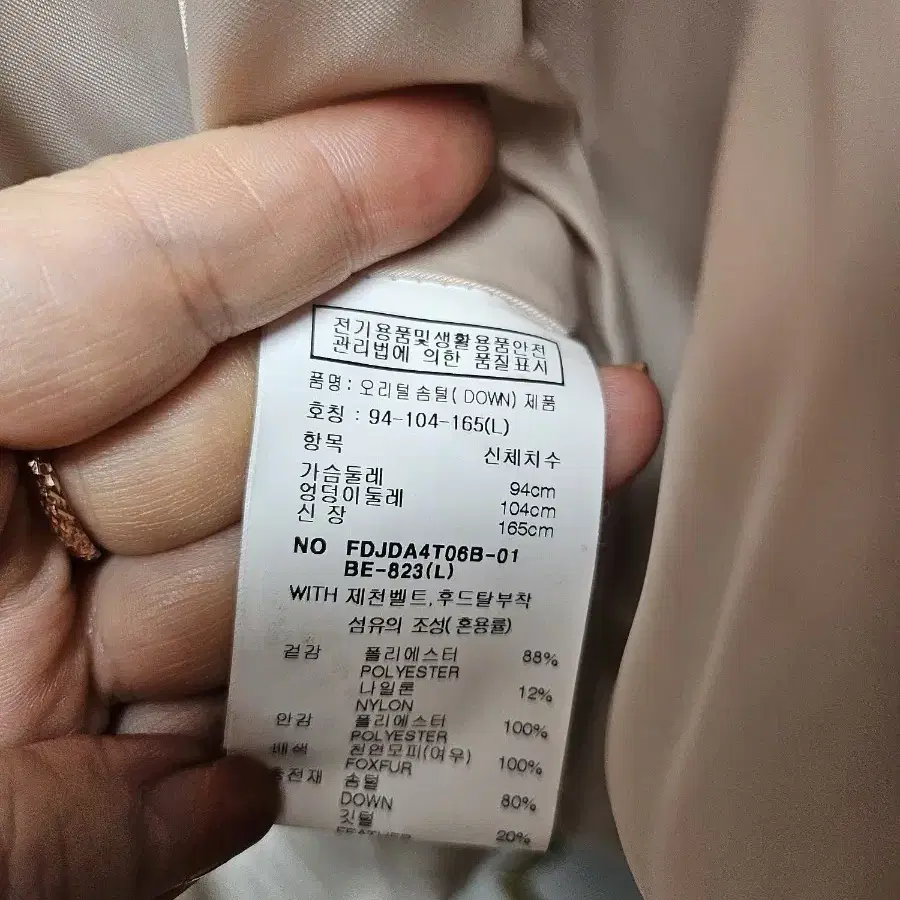 전기용품및생활용품안전
관리법에 의한 품질표시
품명 : 오리털 솜털( DOWN) 제품
호칭 : 94-104-165(L)
항목 신체치수
가슴둘레 94cm
엉덩이둘레 104cm
신 장 165cm
NO FDJDA4T06B-01
BE-823(L)
WITH 제천벨트,후드탈부착
섬유의 조성( 혼용률)
겉감 폴리에스터 88%
POLYESTER
나일론 12%
NYLON
안감 폴리에스터 100%
POLYESTER
배색 천연모피(여우) 100%
FOXFUR
충전재 솜털
DOWN 80%
깃털
FEATHER 20%